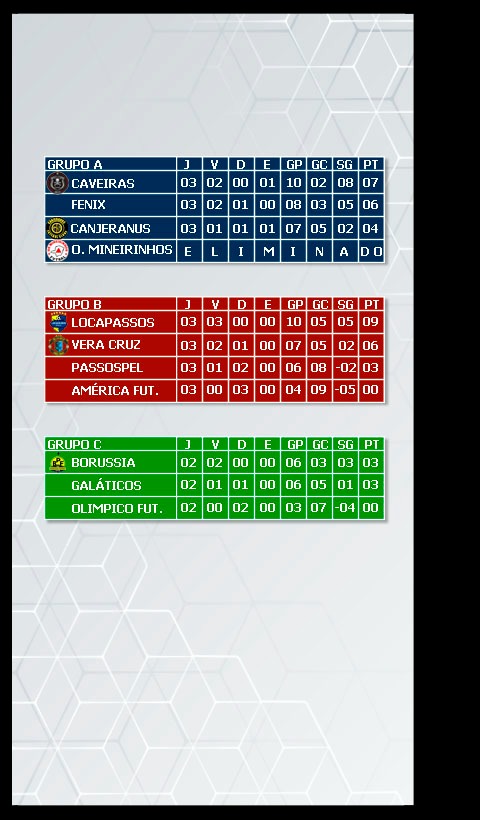 GRUPO A J V D E GP GC SG PT
CAVEIRAS 03 02 00 01 10 02 08 07
FENIX 03 02 01 00 08 03 05 06
CANJERANUS 03 01 01 01 07 05 02 04
O. MINEIRINHOS E L I M I N A D O
GRUPO B J V D E GP GC SG PT
LOCAPASSOS 03 03 00 00 10 05 05 09
VERA CRUZ 03 02 01 00 07 05 02 06
PASSOSPEL 03 01 02 00 06 08 -02 03
AMÉRICA FUT. 03 00 03 00 04 09 -05 00
GRUPO C J V D E GP GC SG PT
BORUSSIA 02 02 00 00 06 03 03 03
GALÁTICOS 02 01 01 00 06 05 01 03
OLIMPICO FUT. 02 00 02 00 03 07 -04 00